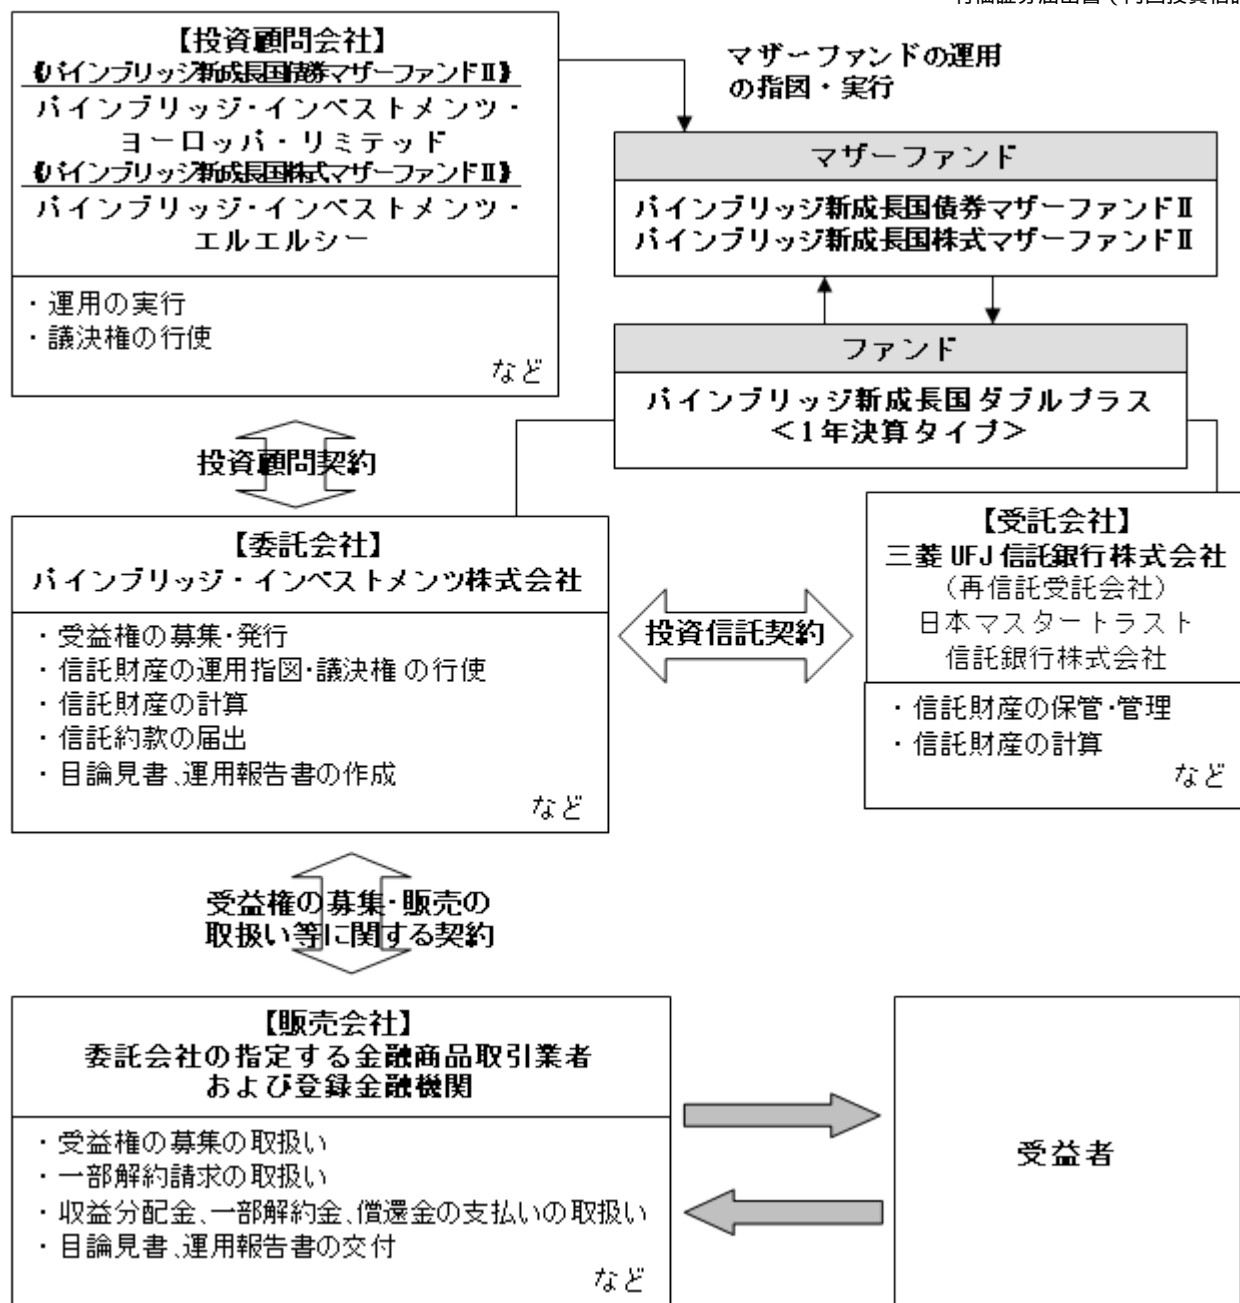 【投資顧問会社】
《パインブリッジ新成長国債券マザーファンドⅡ》
パインブリッジ・インベストメンツ・
ヨーロッパ・リミテッド
《パインブリッジ新成長国株式マザーファンドⅡ》
パインブリッジ・インベストメンツ・
エルエルシー
・運用の実行
・議決権の行使
など
マザーファンドの運用
の指図・実行
マザーファンド
パインブリッジ新成長国債券マザーファンドⅡ
パインブリッジ新成長国株式マザーファンドⅡ
ファンド
パインブリッジ新成長国ダブルプラス
＜1年決算タイプ＞
投資顧問契約
【委託会社】
パインブリッジ・インベストメンツ株式会社
・受益権の募集・発行
・信託財産の運用指図・議決権の行使
・信託財産の計算
・信託約款の届出
・目論見書、運用報告書の作成
など
投資信託契約
【受託会社】
三菱UFJ信託銀行株式会社
（再信託受託会社）
日本マスタートラスト
信託銀行株式会社
・信託財産の保管・管理
・信託財産の計算
など
受益権の募集・販売の
取扱い等に関する契約
【販売会社】
委託会社の指定する金融商品取引業者
および登録金融機関
・受益権の募集の取扱い
・一部解約請求の取扱い
・収益分配金、一部解約金、償還金の支払いの取扱い
・目論見書、運用報告書の交付
など
受益者